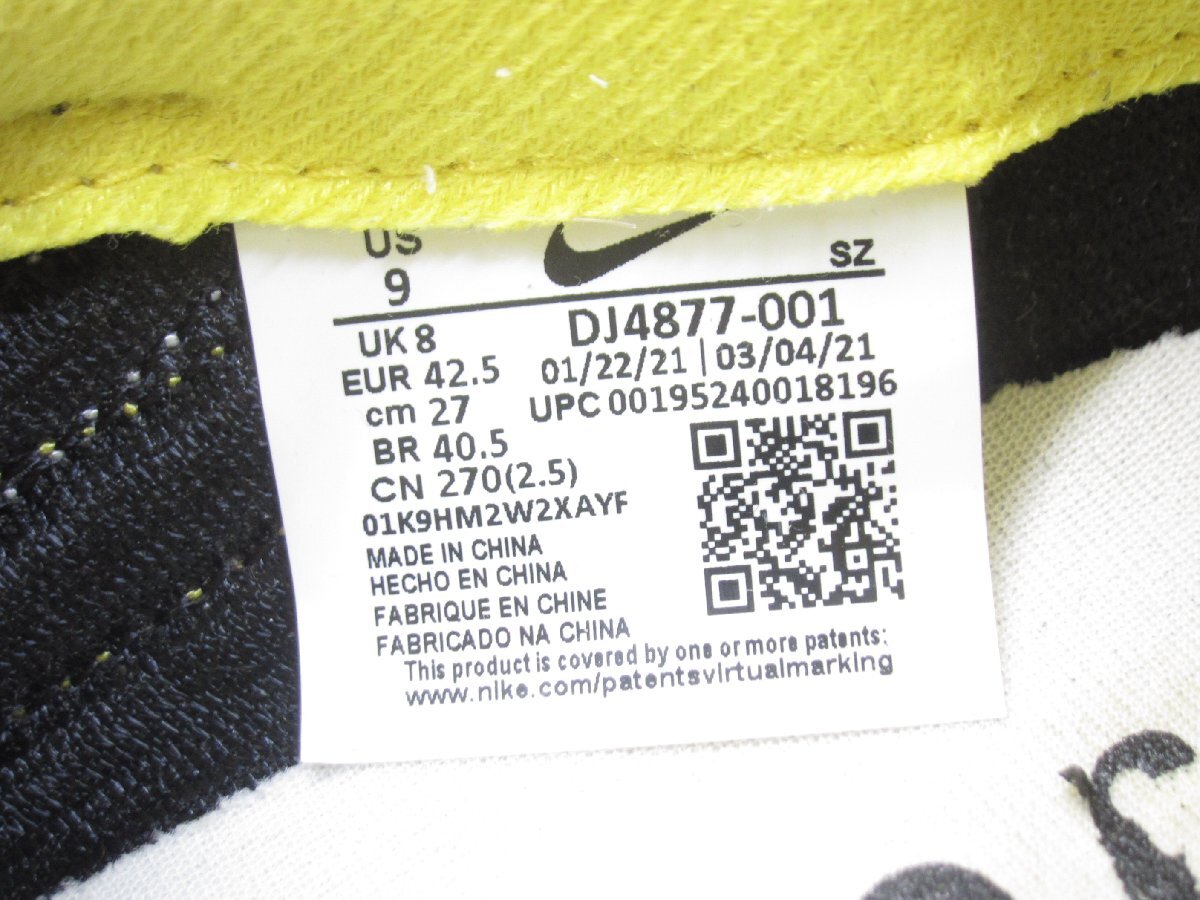 US
9
SZ
UK 8
DJ4877-001
EUR 42.5
01/22/21 | 03/04/21
cm 27
UPC 00195240018196
BR 40.5
CN 270(2.5)
01K9HM2W2XAYF
MADE IN CHINA
HECHO EN CHINA
FABRIQUE EN CHINE
FABRICADO NA CHINA
This product is covered by one or more patents:
www.nike.com/patentsvirtualmarking